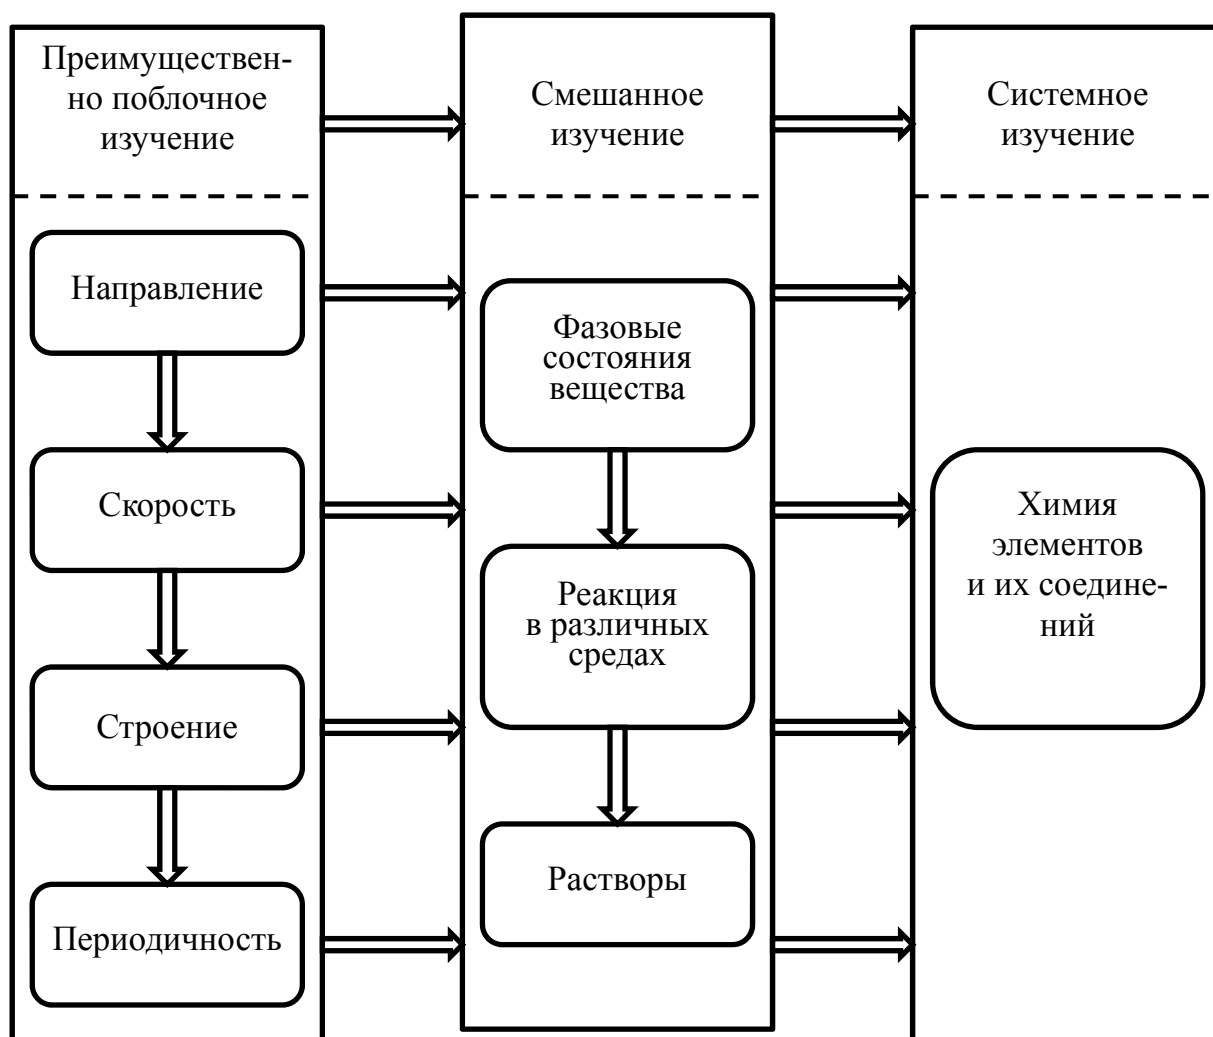 Преимуществен-
но поблочное
изучение
Направление
Скорость
Строение
Периодичность
Смешанное
изучение
Фазовые
состояния
вещества
Реакция
в различных
средах
Растворы
Системное
изучение
Химия
элементов
и их соедине-
ний